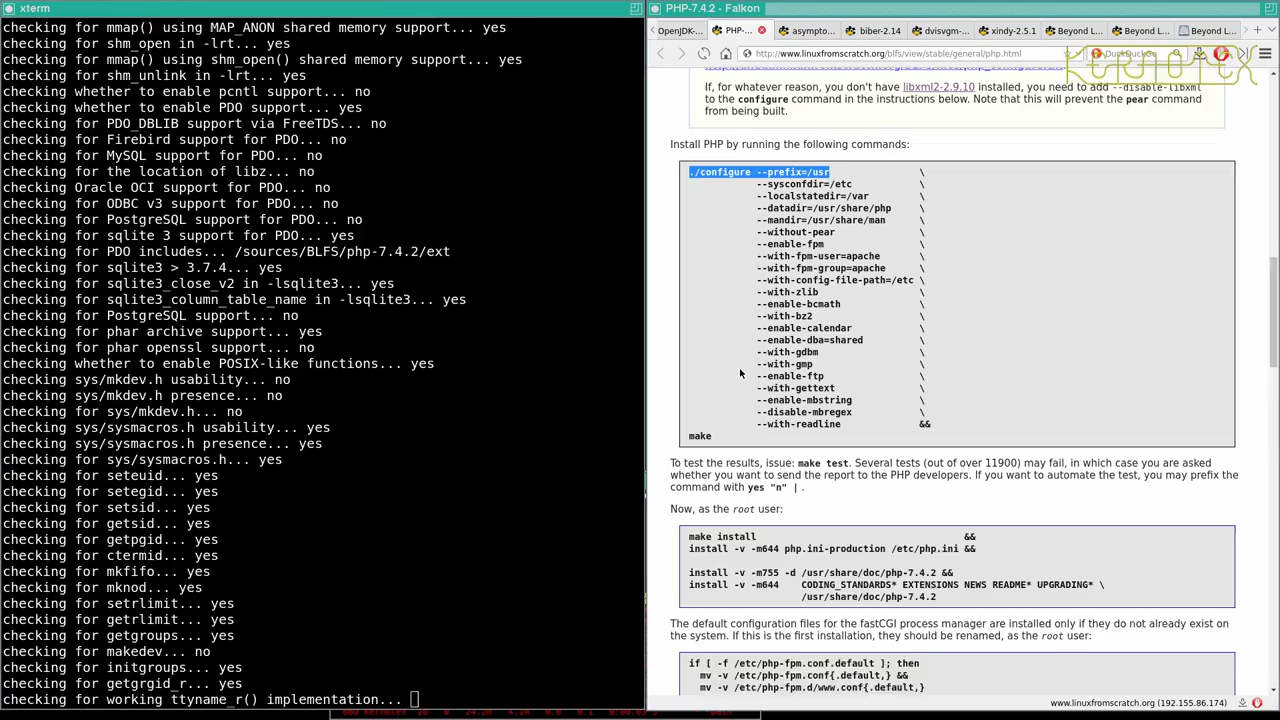 xterm
checking for mmap() using MAP_ANON shared memory support... yes
checking for shm_open in -lrt... yes
checking for mmap() using shm_open() shared memory support... yes
checking for shm_unlink in -lrt... yes
checking whether to enable pcntl support... no
checking whether to enable PDO support... yes
checking for PDO_DBLIB support via FreeTDS... no
checking for Firebird support for PDO... no
checking for MySQL support for PDO... no
checking for the location of libz... no
checking Oracle OCI support for PDO... no
checking for ODBC v3 support for PDO... no
checking for PostgreSQL support for PDO... no
checking for sqlite 3 support for PDO... yes
checking for PDO includes... /sources/BLFS/php-7.4.2/ext
checking for sqlite3 > 3.7.4... yes
checking for sqlite3_close_v2 in -lsqlite3... yes
checking for sqlite3_column_table_name in -lsqlite3... yes
checking for PostgreSQL support... no
checking for phar archive support... yes
checking for phar openssl support... no
checking whether to enable POSIX-like functions... yes
checking sys/mkdev.h usability... no
checking sys/mkdev.h presence... no
checking for sys/mkdev.h... no
checking sys/sysmacros.h usability... yes
checking sys/sysmacros.h presence... yes
checking for sys/sysmacros.h... yes
checking for seteuid... yes
checking for setegid... yes
checking for setsid... yes
checking for getsid... yes
checking for getpgid... yes
checking for ctermid... yes
checking for mkfifo... yes
checking for mknod... yes
checking for setrlimit... yes
checking for getrlimit... yes
checking for getgroups... yes
checking for makedev... no
checking for initgroups... yes
checking for getgrgid_r... yes
checking for working ttyname_r() implementation...
PHP-7.4.2 - Falkon
OpenJDK-... PHP-... asympto... biber-2.14 dvisvgm-... xindy-2.5.1 Beyond L... Beyond L... Beyond L...
http://www.linuxfromscratch.org/blfs/view/stable/general/php.html
DuckDuckGo
If, for whatever reason, you don't have libxml2-2.9.10 installed, you need to add --disable-libxml
to the configure command in the instructions below. Note that this will prevent the pear command
from being built.
Install PHP by running the following commands:
./configure --prefix=/usr \
--sysconfdir=/etc \
--localstatedir=/var \
--datadir=/usr/share/php \
--mandir=/usr/share/man \
--without-pear \
--enable-fpm \
--with-fpm-user=apache \
--with-fpm-group=apache \
--with-config-file-path=/etc \
--with-zlib \
--enable-bcmath \
--with-bz2 \
--enable-calendar \
--enable-dba=shared \
--with-gdbm \
--with-gmp \
--enable-ftp \
--with-gettext \
--enable-mbstring \
--disable-mbregex \
--with-readline &&
make
To test the results, issue: make test. Several tests (out of over 11900) may fail, in which case you are asked
whether you want to send the report to the PHP developers. If you want to automate the test, you may prefix the
command with yes "n" | .
Now, as the root user:
make install &&
install -v -m644 php.ini-production /etc/php.ini &&
install -v -m755 -d /usr/share/doc/php-7.4.2 &&
install -v -m644 CODING_STANDARDS* EXTENSIONS NEWS README* UPGRADING* \
/usr/share/doc/php-7.4.2
The default configuration files for the fastCGI process manager are installed only if they do not already exist on
the system. If this is the first installation, they should be renamed, as the root user:
if [ -f /etc/php-fpm.conf.default ]; then
mv -v /etc/php-fpm.conf{.default,} &&
mv -v /etc/php-fpm.d/www.conf{.default,}
www.linuxfromscratch.org (192.155.86.174)